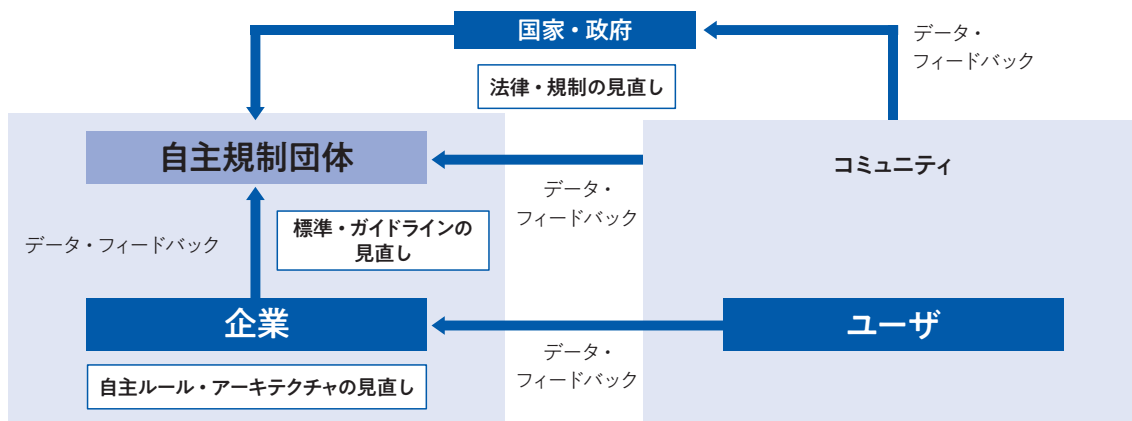 国家・政府
データ・
フィードバック
法律・規制の見直し
自主規制団体
コミュニティ
データ・
フィードバック
標準・ガイドラインの
見直し
データ・フィードバック
企業
ユーザ
データ・
フィードバック
自主ルール・アーキテクチャの見直し